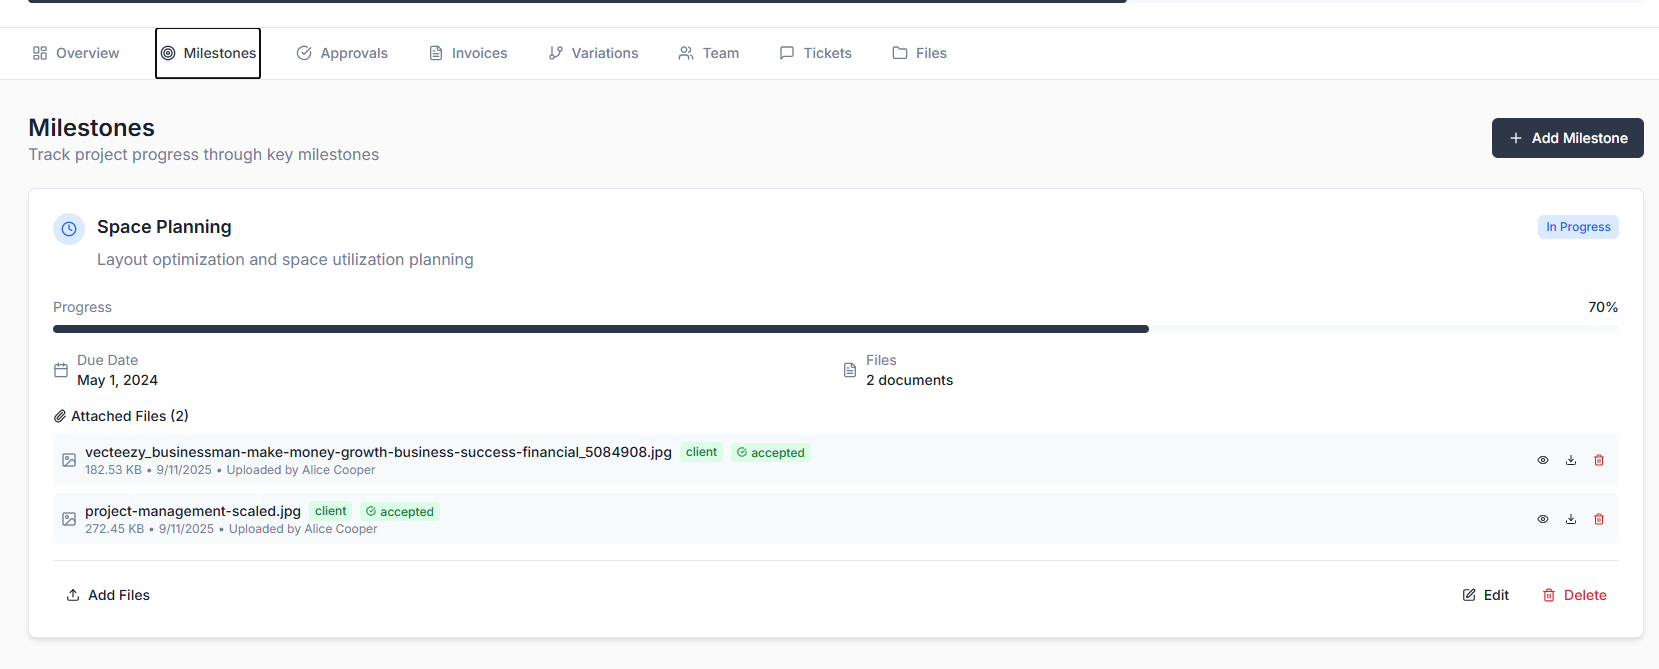 Overview Milestones Approvals Invoices Variations Team Tickets Files
Milestones
Track project progress through key milestones
Add Milestone
Space Planning
In Progress
Layout optimization and space utilization planning
Progress
70%
Due Date
May 1, 2024
Files
2 documents
Attached Files (2)
vecteezy_businessman-make-money-growth-business-success-financial_5084908.jpg client accepted
182.53 KB • 9/11/2025 • Uploaded by Alice Cooper
project-management-scaled.jpg client accepted
272.45 KB • 9/11/2025 • Uploaded by Alice Cooper
Add Files
Edit
Delete